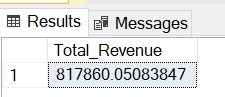 Results Messages
Total_Revenue
1 817860.05083847